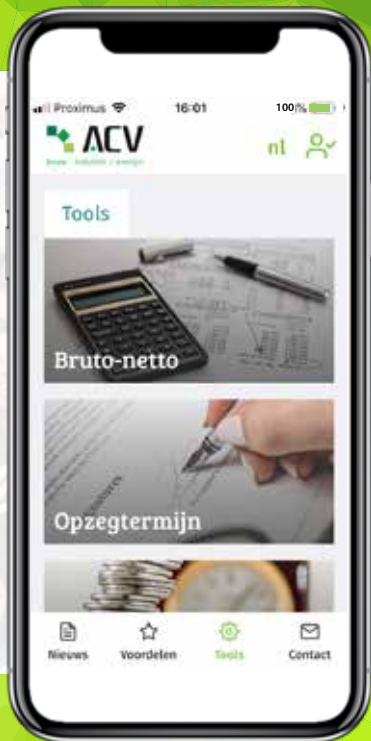 Proximus
16:01
100%
ACV
bouw - industrie & energie
nl
Tools
Bruto-netto
Opzegtermijn
Nieuws
Voordelen
Tools
Contact